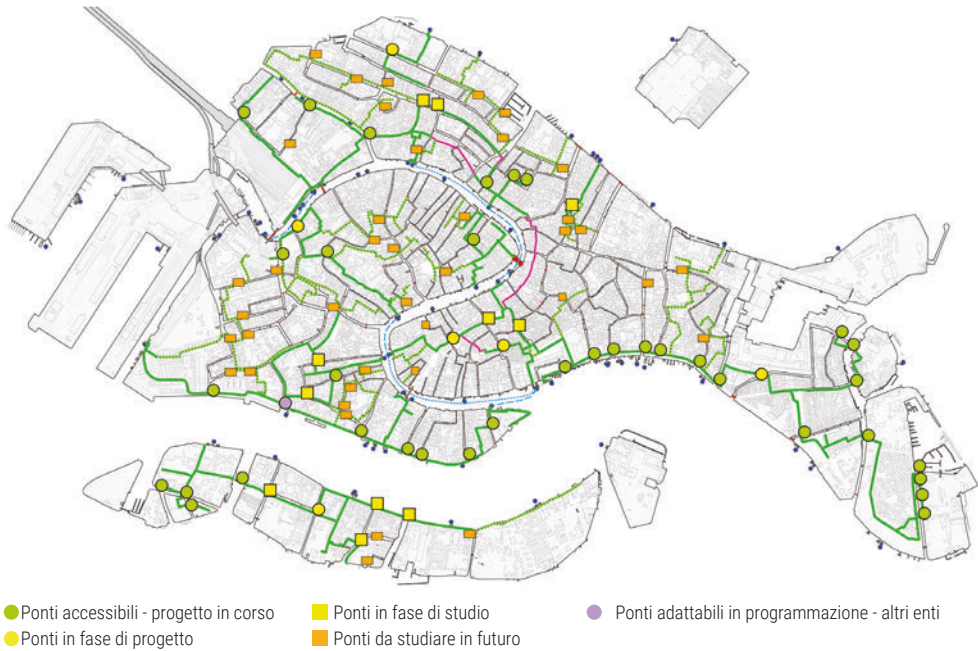 Ponti accessibili - progetto in corso
Ponti in fase di progetto
Ponti in fase di studio
Ponti da studiare in futuro
Ponti adattabili in programmazione - altri enti